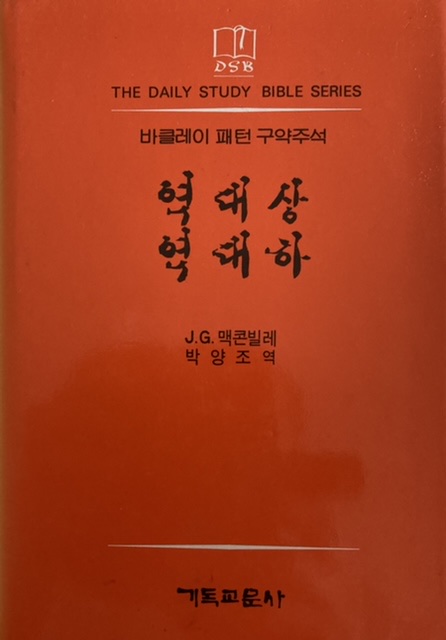 DSB
THE DAILY STUDY BIBLE SERIES
바클레이 패턴 구약주석
역대상
역대하
J.G. 맥콘빌레
박양조 역
기독교문사